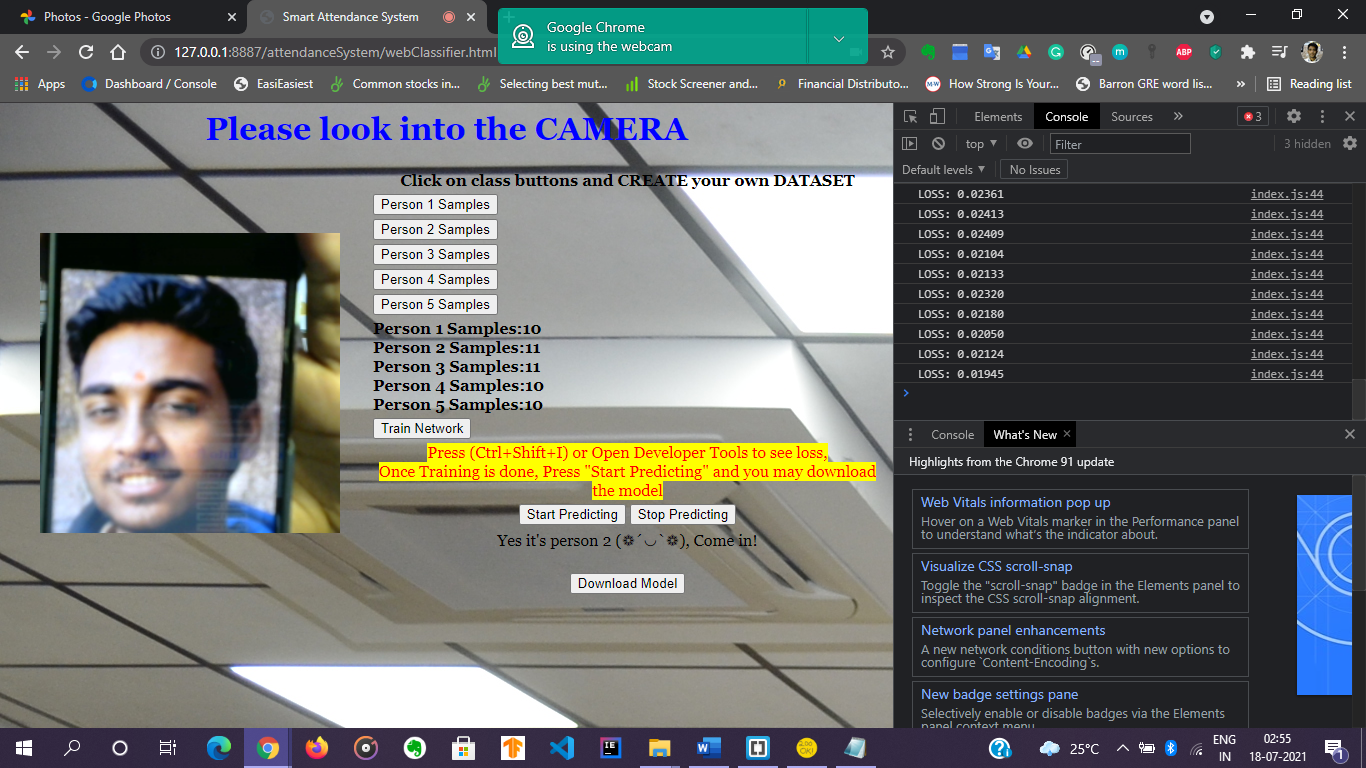 Photos - Google Photos
Smart Attendance System
Google Chrome
is using the webcam
127.0.0.1:8887/attendanceSystem/webClassifier.html
ABP
Apps
Dashboard / Console
EasiEasiest
Common stocks in...
Selecting best mut...
Stock Screener and...
Financial Distributo...
How Strong Is Your...
Barron GRE word lis...
»
Reading list
Please look into the CAMERA
Click on class buttons and CREATE your own DATASET
Person 1 Samples
Person 2 Samples
Person 3 Samples
Person 4 Samples
Person 5 Samples
Person 1 Samples:10
Person 2 Samples:11
Person 3 Samples:11
Person 4 Samples:10
Person 5 Samples:10
Train Network
Press (Ctrl+Shift+I) or Open Developer Tools to see loss,
Once Training is done, Press "Start Predicting" and you may download
the model
Start Predicting
Stop Predicting
Yes it's person 2 (❁´◡`❁), Come in!
Download Model
Elements
Console
Sources
»
3
top
Filter
3 hidden
Default levels
No Issues
LOSS: 0.02361 index.js:44
LOSS: 0.02413 index.js:44
LOSS: 0.02409 index.js:44
LOSS: 0.02104 index.js:44
LOSS: 0.02133 index.js:44
LOSS: 0.02320 index.js:44
LOSS: 0.02180 index.js:44
LOSS: 0.02050 index.js:44
LOSS: 0.02124 index.js:44
LOSS: 0.01945 index.js:44
Console
What's New
Highlights from the Chrome 91 update
Web Vitals information pop up
Hover on a Web Vitals marker in the Performance panel
to understand what's the indicator about.
Visualize CSS scroll-snap
Toggle the "scroll-snap" badge in the Elements panel to
inspect the CSS scroll-snap alignment.
Network panel enhancements
A new network conditions button with new options to
configure `Content-Encoding`s.
New badge settings pane
Selectively enable or disable badges via the Elements
panel context menu.
25°C
ENG
IN
02:55
18-07-2021
1